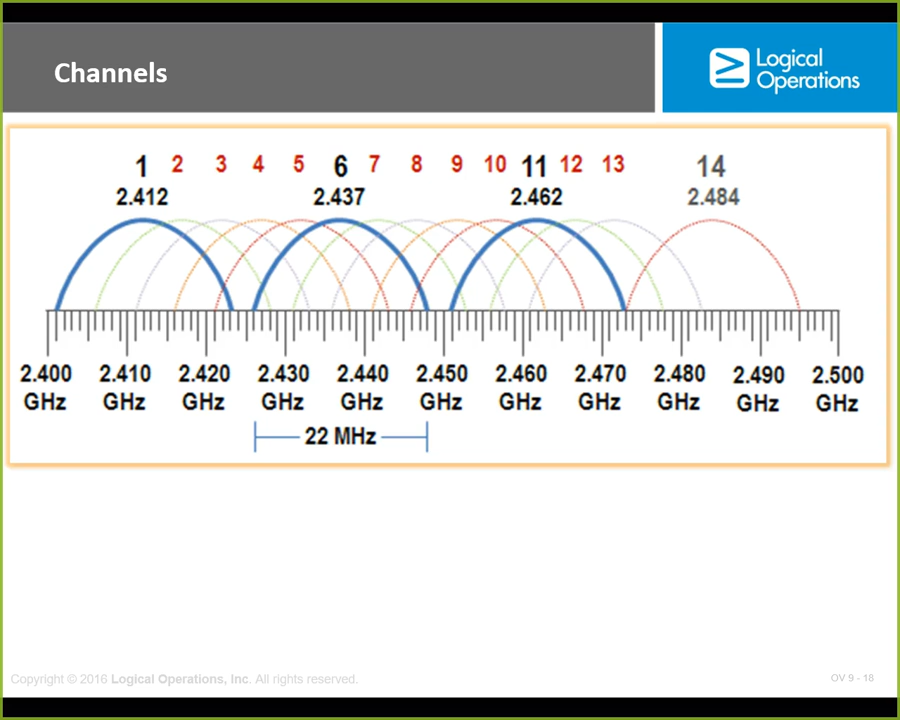 Channels
Logical
Operations
1 2 3 4 5 6 7 8 9 10 11 12 13 14
2.412 2.437 2.462 2.484
2.400 2.410 2.420 2.430 2.440 2.450 2.460 2.470 2.480 2.490 2.500
GHz GHz GHz GHz GHz GHz GHz GHz GHz GHz GHz
22 MHz
Copyright © 2016 Logical Operations, Inc. All rights reserved.
OV 9 - 18